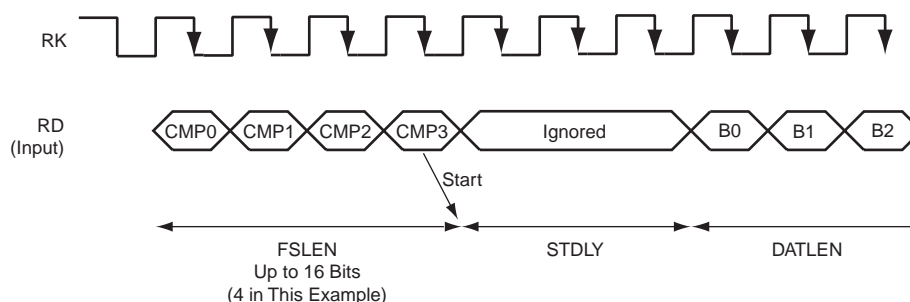 RK
RD
(Input)
CMP0 CMP1 CMP2 CMP3 Ignored B0 B1 B2
Start
FSLEN STDLY DATLEN
Up to 16 Bits
(4 in This Example)